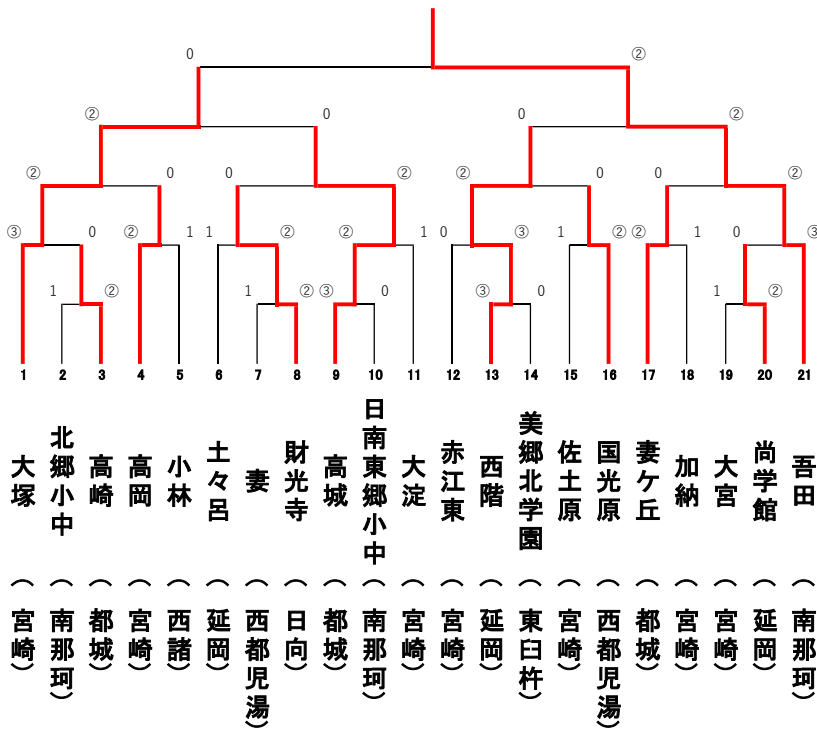 0 ②
② 0 0 ②
② 0 0 ② ② 0 0 ②
③ 0 ② 1 1 ② ② 1 0 ③ 1 ② ② 1 0 ③
1 ② 1 ② ③ 0 ③ 0 1 ②
1 2 3 4 5 6 7 8 9 10 11 12 13 14 15 16 17 18 19 20 21
大塚
北郷小中
高崎
高岡
小林
土々呂
妻
財光寺
高城
日南東郷小中
大淀
赤江東
西階
美郷北学園
佐土原
国光原
妻ケ丘
加納
大宮
尚学館
吾田
（宮崎）
（南那珂）
（都城）
（宮崎）
（西諸）
（延岡）
（西都児湯）
（日向）
（都城）
（南那珂）
（宮崎）
（宮崎）
（延岡）
（東臼杵）
（宮崎）
（西都児湯）
（都城）
（宮崎）
（宮崎）
（延岡）
（南那珂）